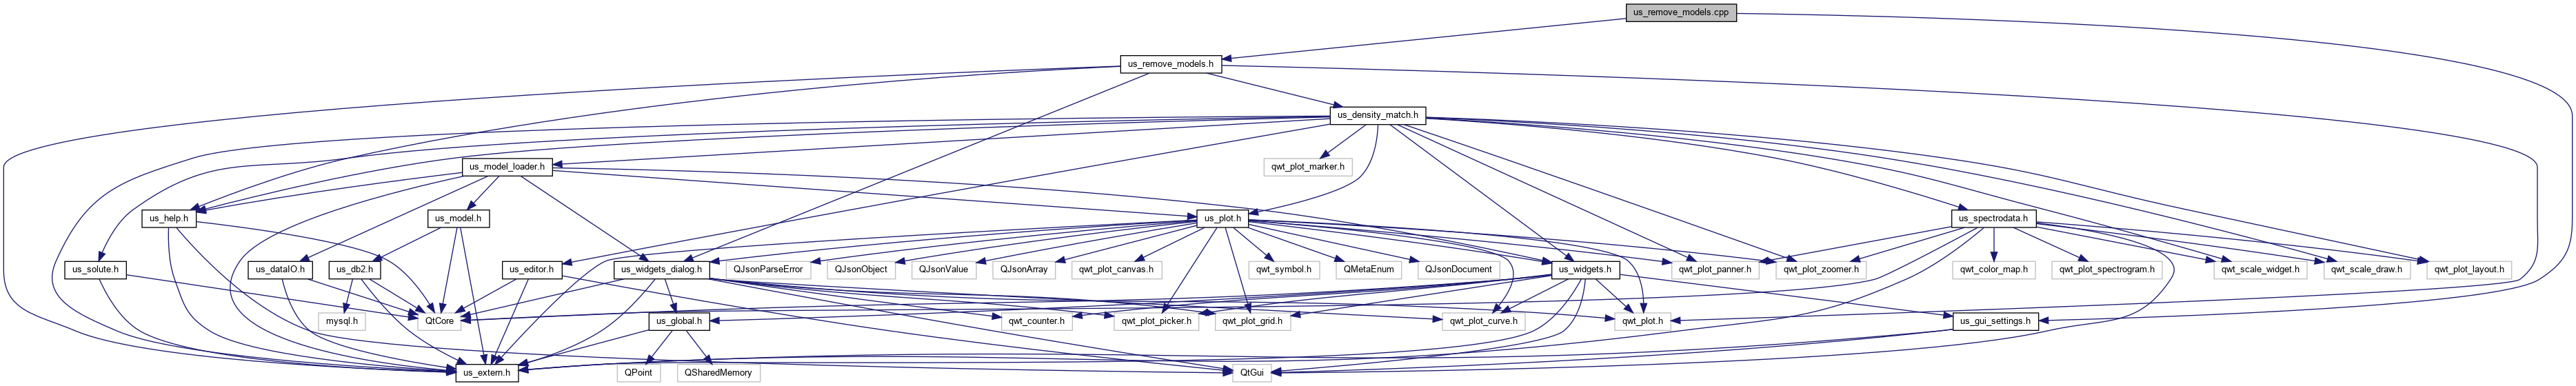 us_remove_models.cpp
us_remove_models.h
us_density_match.h
us_model_loader.h
qwt_plot_marker.h
us_help.h
us_model.h
us_plot.h
us_spectrodata.h
us_solute.h
us_dataIO.h
us_db2.h
us_editor.h
us_widgets_dialog.h
QJsonParseError
QJsonObject
QJsonValue
QJsonArray
qwt_plot_canvas.h
qwt_symbol.h
QMetaEnum
QJsonDocument
us_widgets.h
qwt_plot_panner.h
qwt_plot_zoomer.h
qwt_color_map.h
qwt_plot_spectrogram.h
qwt_scale_widget.h
qwt_scale_draw.h
qwt_plot_layout.h
mysql.h
QtCore
us_global.h
qwt_counter.h
qwt_plot_picker.h
qwt_plot_grid.h
qwt_plot_curve.h
qwt_plot.h
us_gui_settings.h
us_extern.h
QPoint
QSharedMemory
QtGui